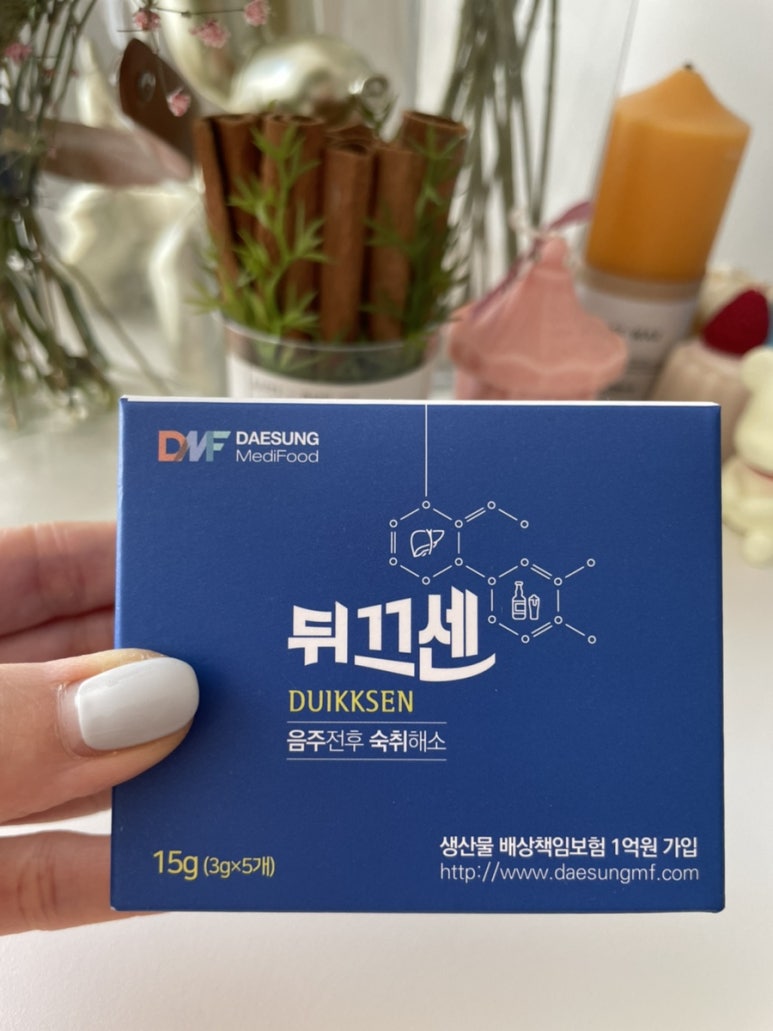 DMF DAESUNG
MediFood
뒤끄센
DUIKKSEN
음주전후 숙취해소
15g (3g×5개)
생산물 배상책임보험 1억원 가입
http://www.daesungmf.com